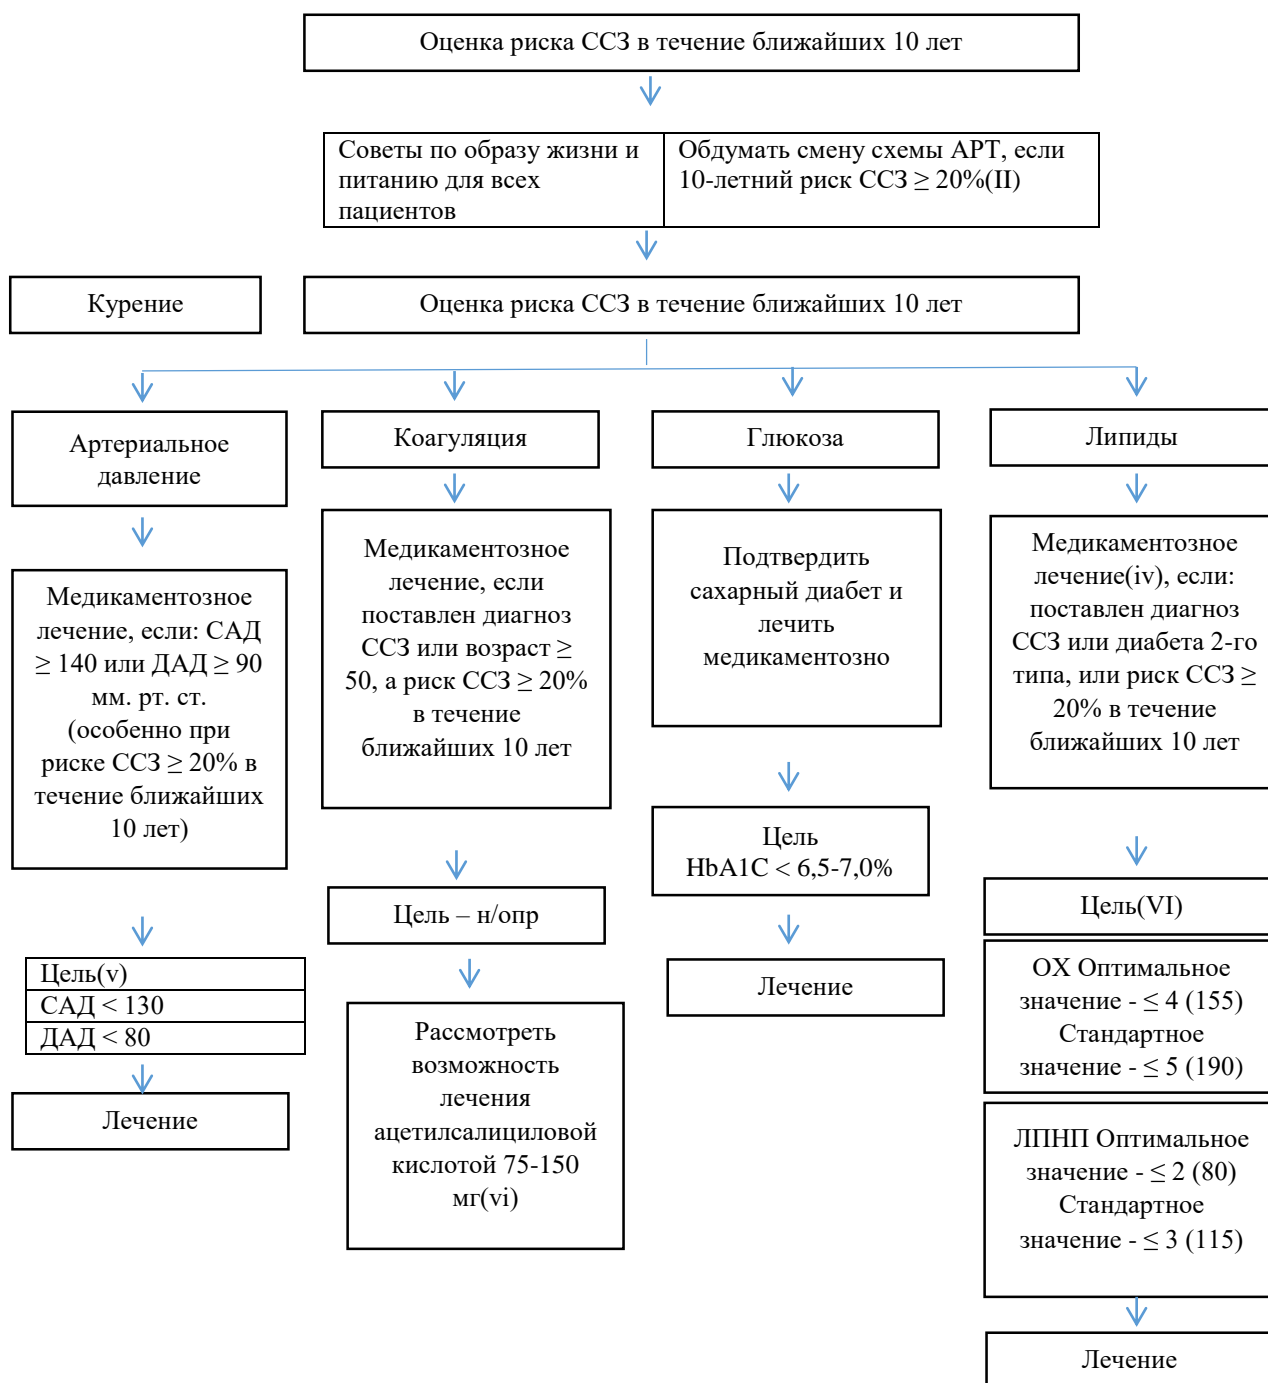 Оценка риска ССЗ в течение ближайших 10 лет
Советы по образу жизни и
питанию для всех
пациентов
Обдумать смену схемы АРТ, если
10-летний риск ССЗ ≥ 20%(II)
Курение
Оценка риска ССЗ в течение ближайших 10 лет
Артериальное
давление
Коагуляция
Глюкоза
Липиды
Медикаментозное
лечение, если: САД
≥ 140 или ДАД ≥ 90
мм. рт. ст.
(особенно при
риске ССЗ ≥ 20% в
течение ближайших
10 лет)
Медикаментозное
лечение, если
поставлен диагноз
ССЗ или возраст ≥
50, а риск ССЗ ≥ 20%
в течение
ближайших 10 лет
Подтвердить
сахарный диабет и
лечить
медикаментозно
Медикаментозное
лечение(iv), если:
поставлен диагноз
ССЗ или диабета 2-го
типа, или риск ССЗ ≥
20% в течение
ближайших 10 лет
Цель(v)
САД < 130
ДАД < 80
Лечение
Цель – н/опр
Рассмотреть
возможность
лечения
ацетилсалициловой
кислотой 75-150
мг(vi)
Цель
HbA1C < 6,5-7,0%
Лечение
Цель(VI)
ОХ Оптимальное
значение - ≤ 4 (155)
Стандартное
значение - ≤ 5 (190)
ЛПНП Оптимальное
значение - ≤ 2 (80)
Стандартное
значение - ≤ 3 (115)
Лечение